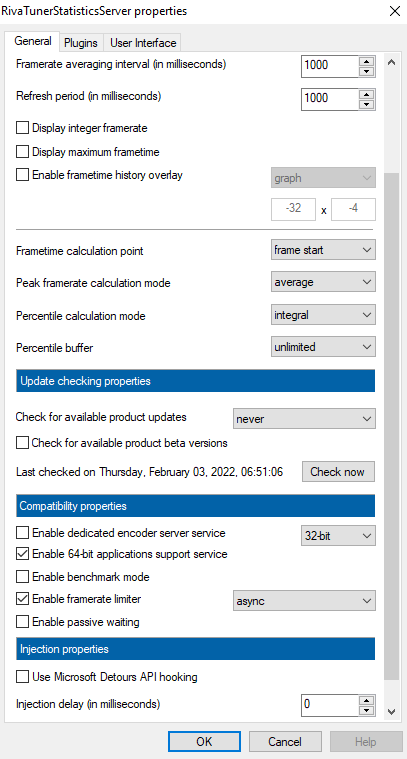 RivaTunerStatisticsServer properties
General Plugins User Interface
Framerate averaging interval (in milliseconds) 1000
Refresh period (in milliseconds) 1000
Display integer framerate
Display maximum frametime
Enable frametime history overlay graph
-32 x -4
Frametime calculation point frame start
Peak framerate calculation mode average
Percentile calculation mode integral
Percentile buffer unlimited
Update checking properties
Check for available product updates never
Check for available product beta versions
Last checked on Thursday, February 03, 2022, 06:51:06 Check now
Compatibility properties
Enable dedicated encoder server service 32-bit
Enable 64-bit applications support service
Enable benchmark mode
Enable framerate limiter async
Enable passive waiting
Injection properties
Use Microsoft Detours API hooking
Injection delay (in milliseconds) 0
OK Cancel Help